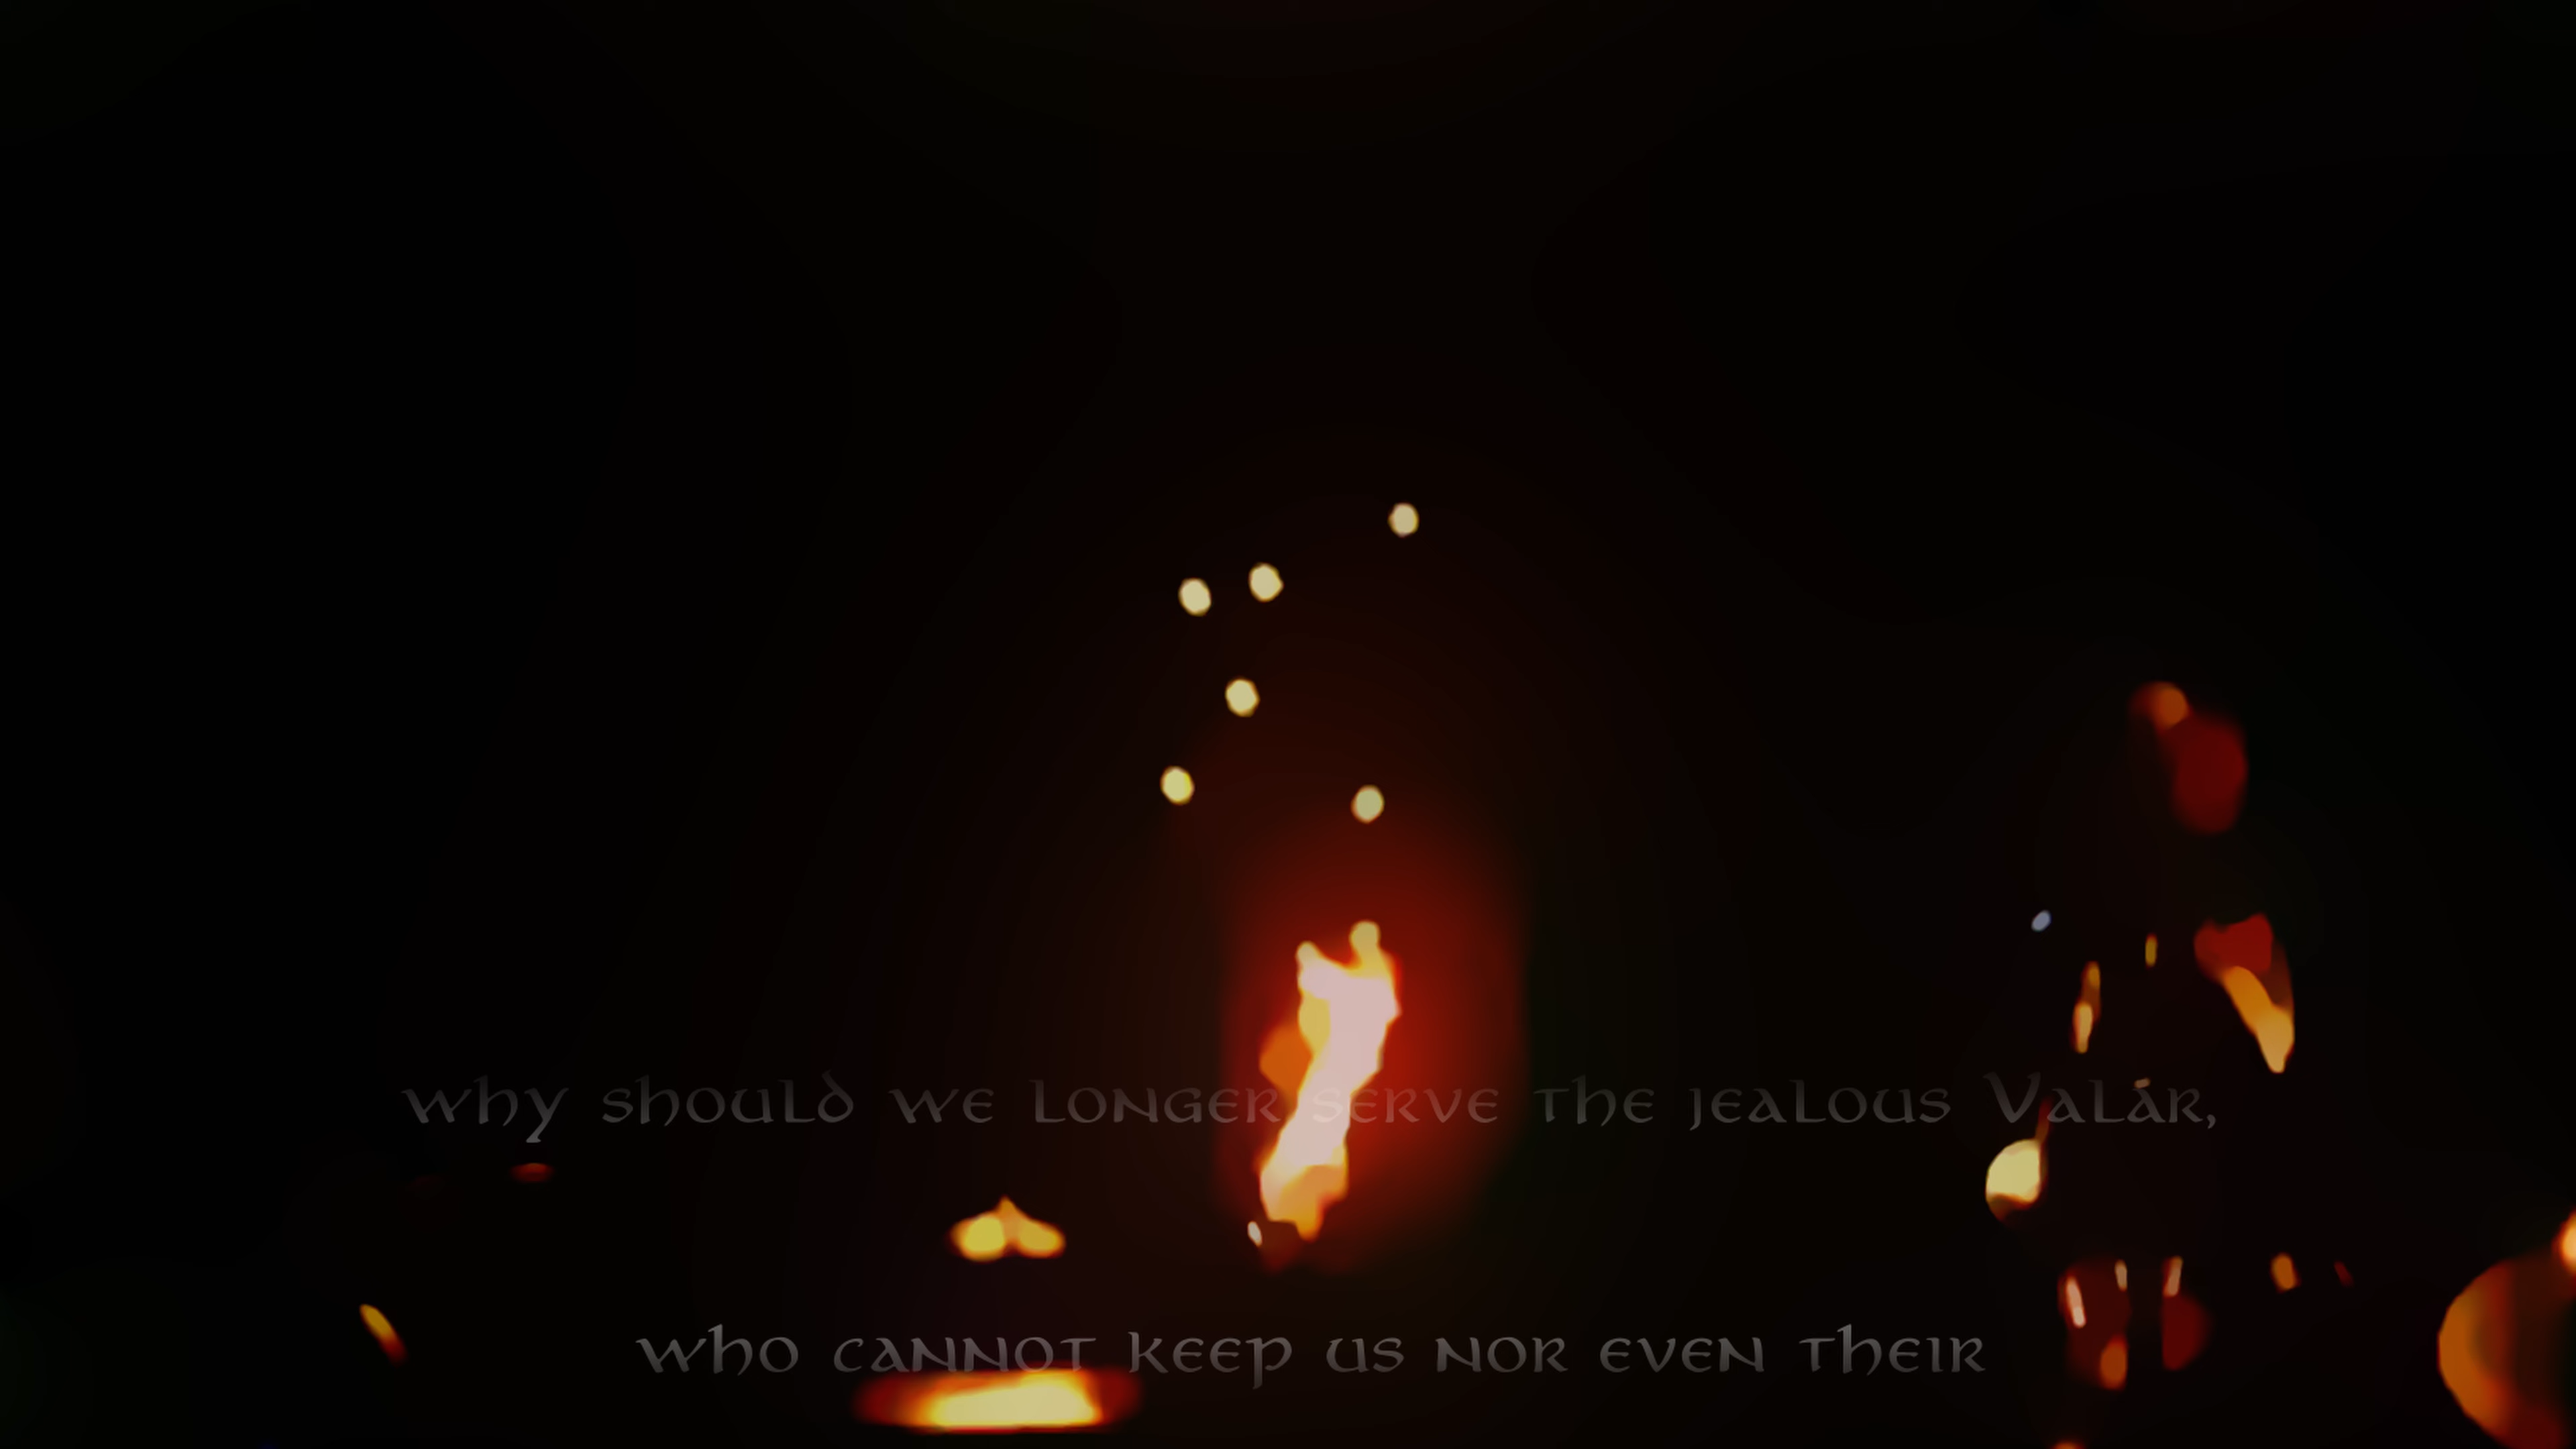 why should we longer serve the jealous Valar,
who cannot keep us nor even their